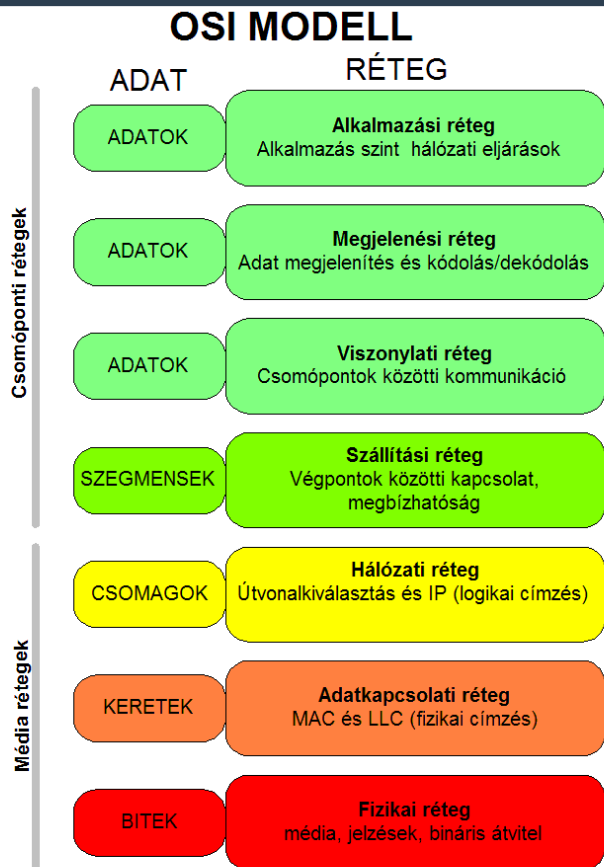 OSI MODELL
ADAT
RÉTEG
Csomóponti rétegek
ADATOK
Alkalmazási réteg
Alkalmazás szint hálózati eljárások
ADATOK
Megjelenési réteg
Adat megjelenítés és kódolás/dekódolás
ADATOK
Viszonylati réteg
Csomópontok közötti kommunikáció
SZEGMENSEK
Szállítási réteg
Végpontok közötti kapcsolat,
megbízhatóság
Média rétegek
CSOMAGOK
Hálózati réteg
Útvonalkiválasztás és IP (logikai címzés)
KERETEK
Adatkapcsolati réteg
MAC és LLC (fizikai címzés)
BITEK
Fizikai réteg
média, jelzések, bináris átvitel